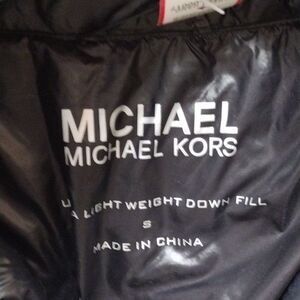 MICHAEL
MICHAEL KORS
LIGHT WEIGHT DOWN FILL
S
MADE IN CHINA